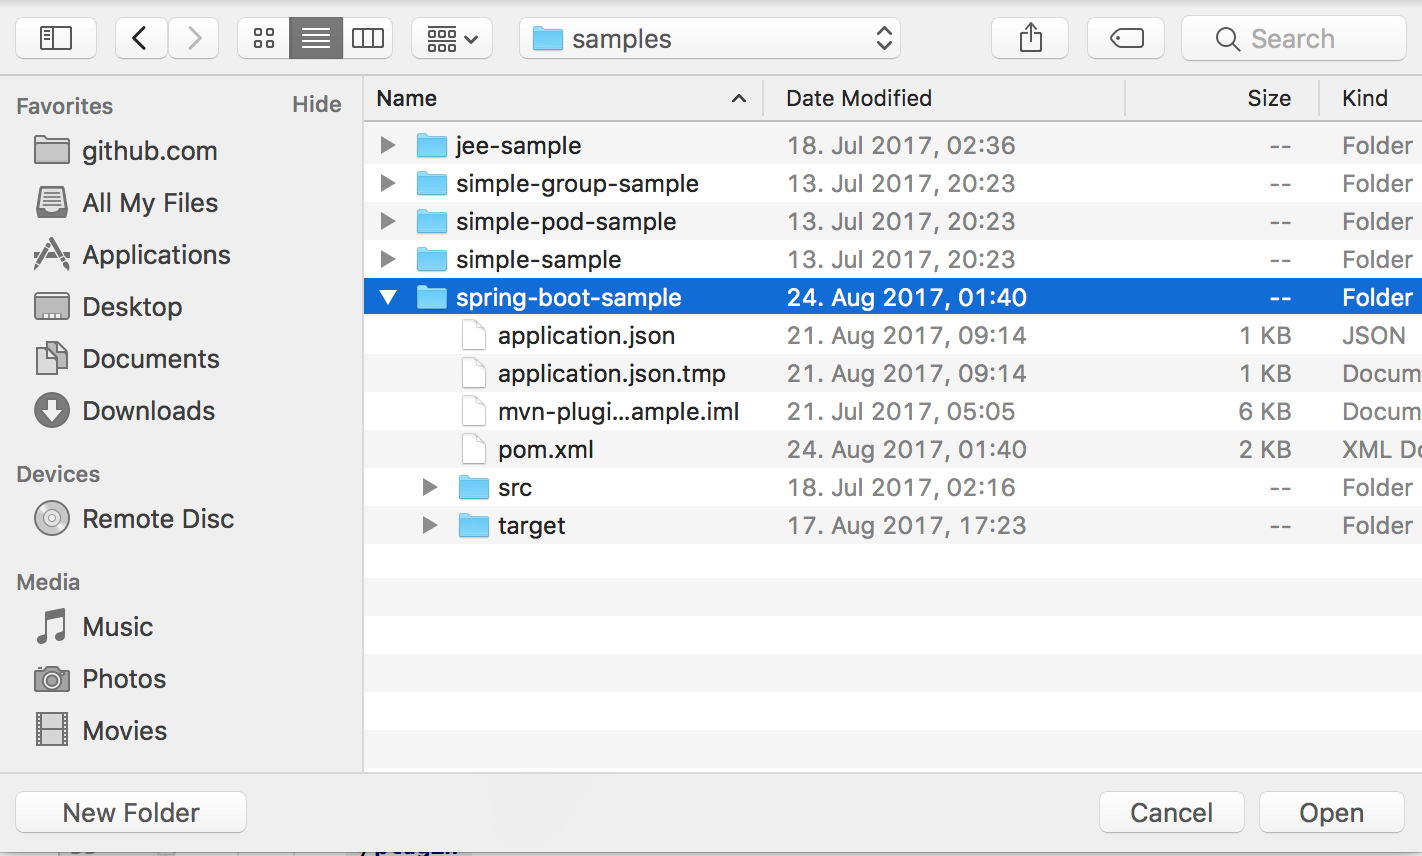 samples
Search
Favorites Hide
github.com
All My Files
Applications
Desktop
Documents
Downloads
Devices
Remote Disc
Media
Music
Photos
Movies
Name Date Modified Size Kind
jee-sample 18. Jul 2017, 02:36 -- Folder
simple-group-sample 13. Jul 2017, 20:23 -- Folder
simple-pod-sample 13. Jul 2017, 20:23 -- Folder
simple-sample 13. Jul 2017, 20:23 -- Folder
spring-boot-sample 24. Aug 2017, 01:40 -- Folder
application.json 21. Aug 2017, 09:14 1 KB JSON
application.json.tmp 21. Aug 2017, 09:14 1 KB Docum
mvn-plugi...ample.iml 21. Jul 2017, 05:05 6 KB Docum
pom.xml 24. Aug 2017, 01:40 2 KB XML Do
src 18. Jul 2017, 02:16 -- Folder
target 17. Aug 2017, 17:23 -- Folder
New Folder Cancel Open